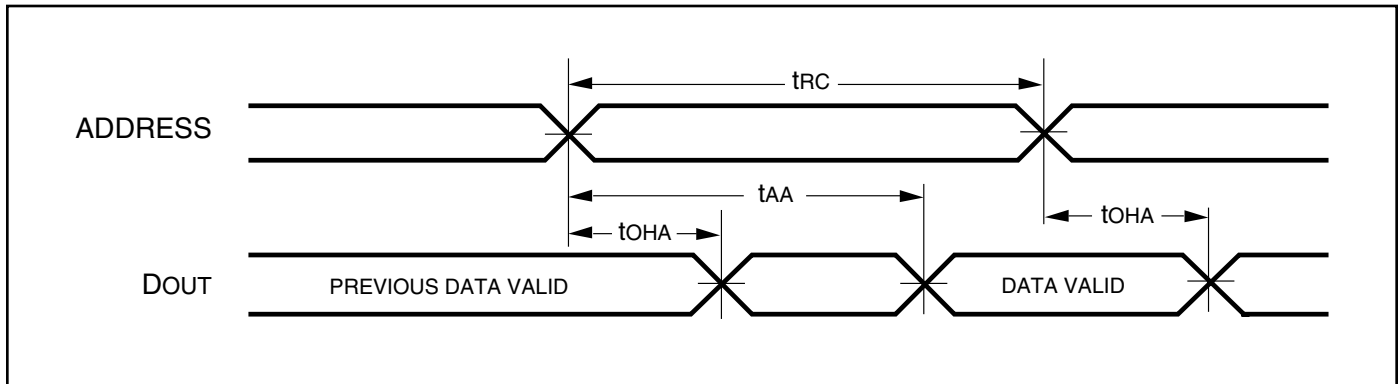 tRC
ADDRESS
tAA
tOHA
tOHA
DOUT
PREVIOUS DATA VALID
DATA VALID